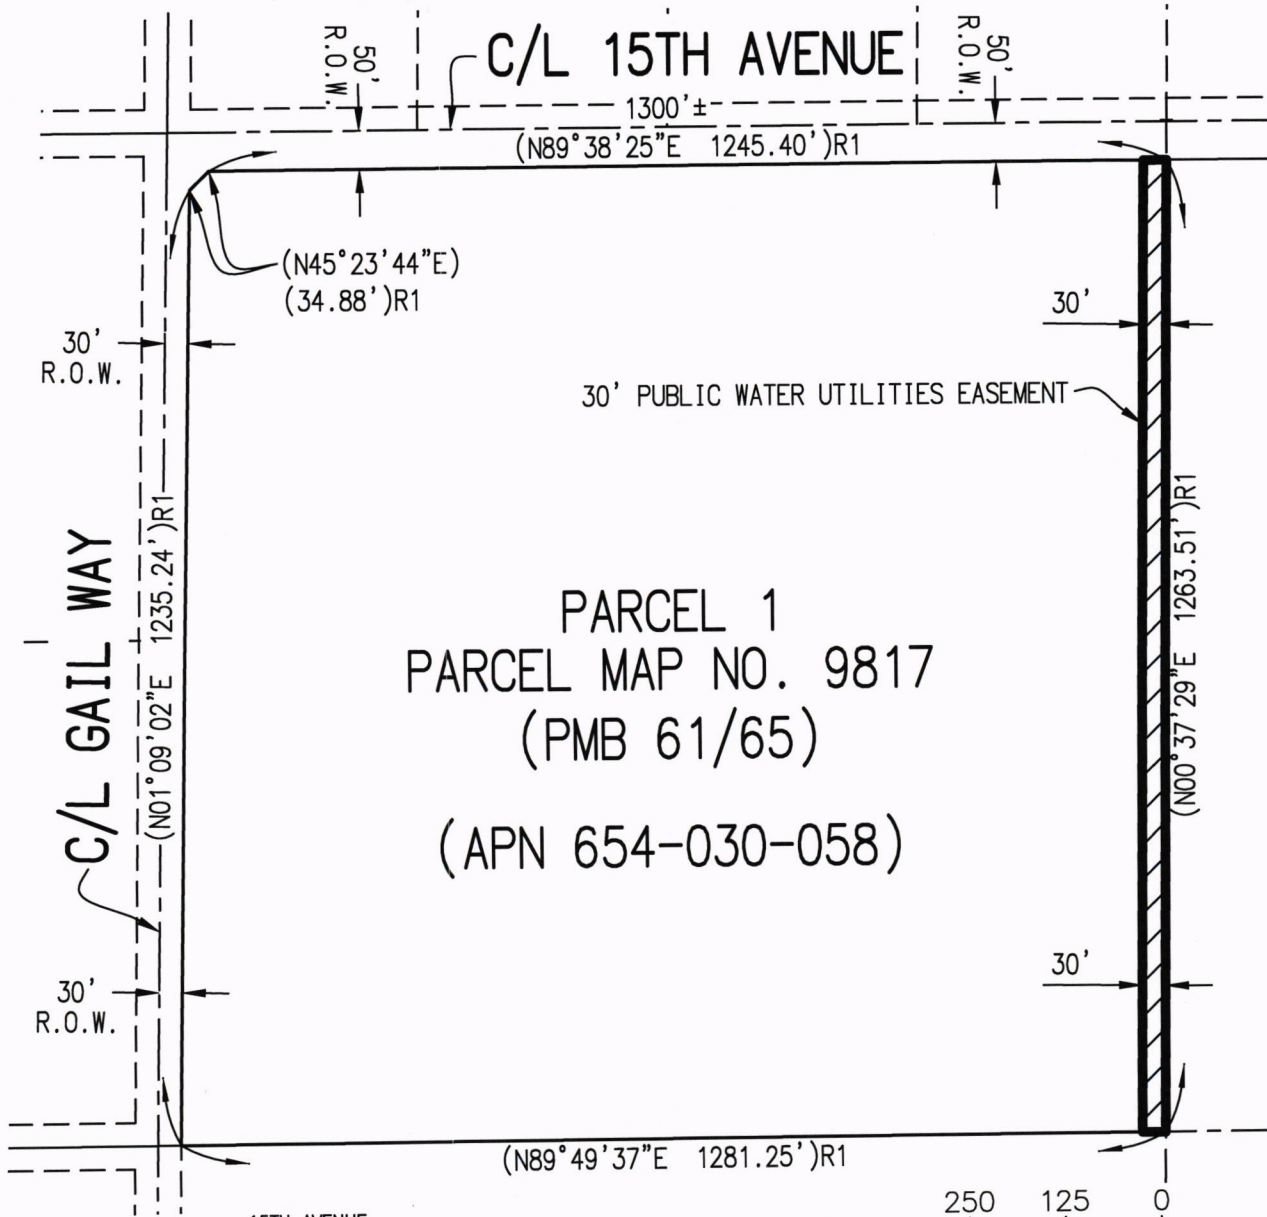 C/L 15TH AVENUE
50'
R.O.W.
50'
R.O.W.
1300'±
(N89°38'25"E 1245.40')R1
(N45°23'44"E)
(34.88')R1
30'
R.O.W.
30'
30' PUBLIC WATER UTILITIES EASEMENT
C/L GAIL WAY
(N01°09'02"E 1235.24')R1
(N00°37'29"E 1263.51')R1
PARCEL 1
PARCEL MAP NO. 9817
(PMB 61/65)
(APN 654-030-058)
30'
R.O.W.
30'
(N89°49'37"E 1281.25')R1
15TH AVENUE
250 125 0